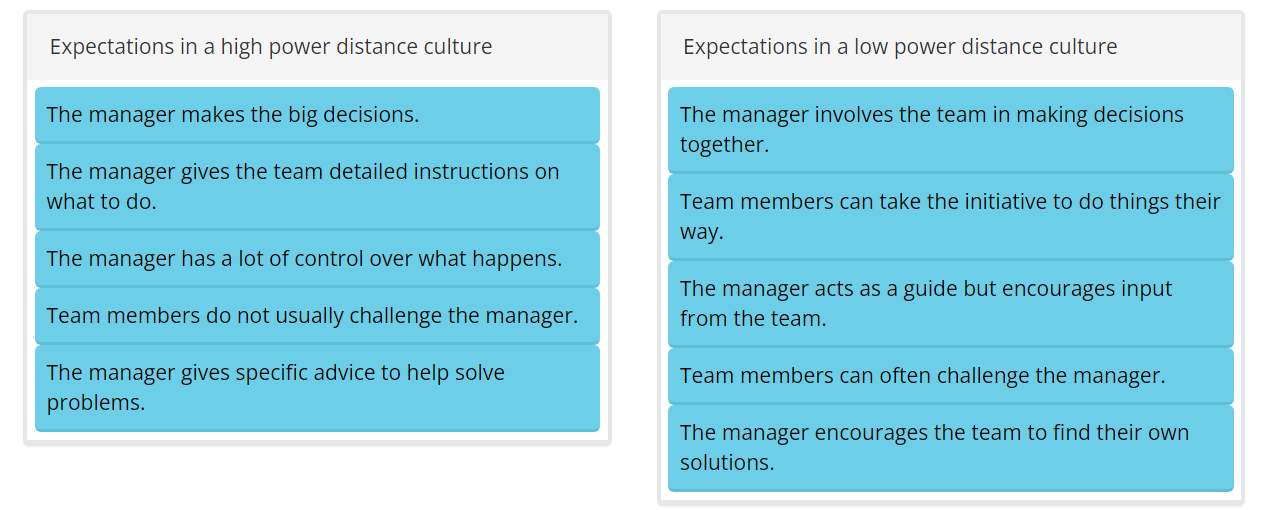 Expectations in a high power distance culture
The manager makes the big decisions.
The manager gives the team detailed instructions on
what to do.
The manager has a lot of control over what happens.
Team members do not usually challenge the manager.
The manager gives specific advice to help solve
problems.
Expectations in a low power distance culture
The manager involves the team in making decisions
together.
Team members can take the initiative to do things their
way.
The manager acts as a guide but encourages input
from the team.
Team members can often challenge the manager.
The manager encourages the team to find their own
solutions.